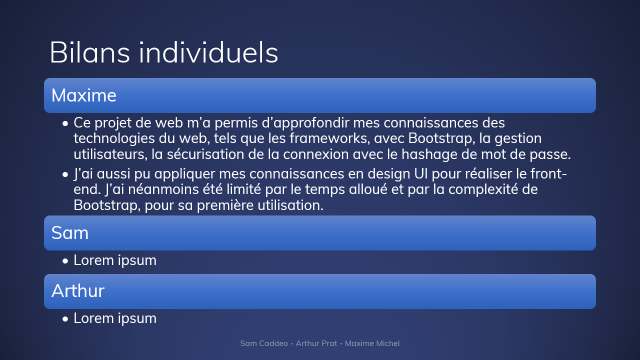 Bilans individuels
Maxime
• Ce projet de web m'a permis d'approfondir mes connaissances des
technologies du web, tels que les frameworks, avec Bootstrap, la gestion
utilisateurs, la sécurisation de la connexion avec le hashage de mot de passe.
• J'ai aussi pu appliquer mes connaissances en design UI pour réaliser le front-
end. J'ai néanmoins été limité par le temps alloué et par la complexité de
Bootstrap, pour sa première utilisation.
Sam
• Lorem ipsum
Arthur
• Lorem ipsum
Sam Caddeo - Arthur Prat - Maxime Michel